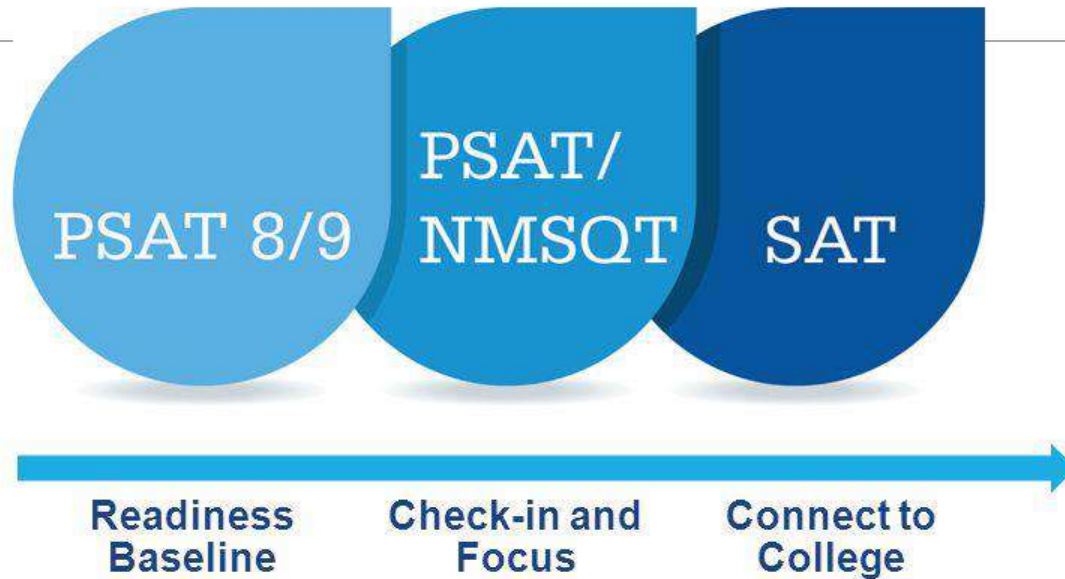 PSAT 8/9
PSAT/
NMSQT
SAT
Readiness
Baseline
Check-in and
Focus
Connect to
College